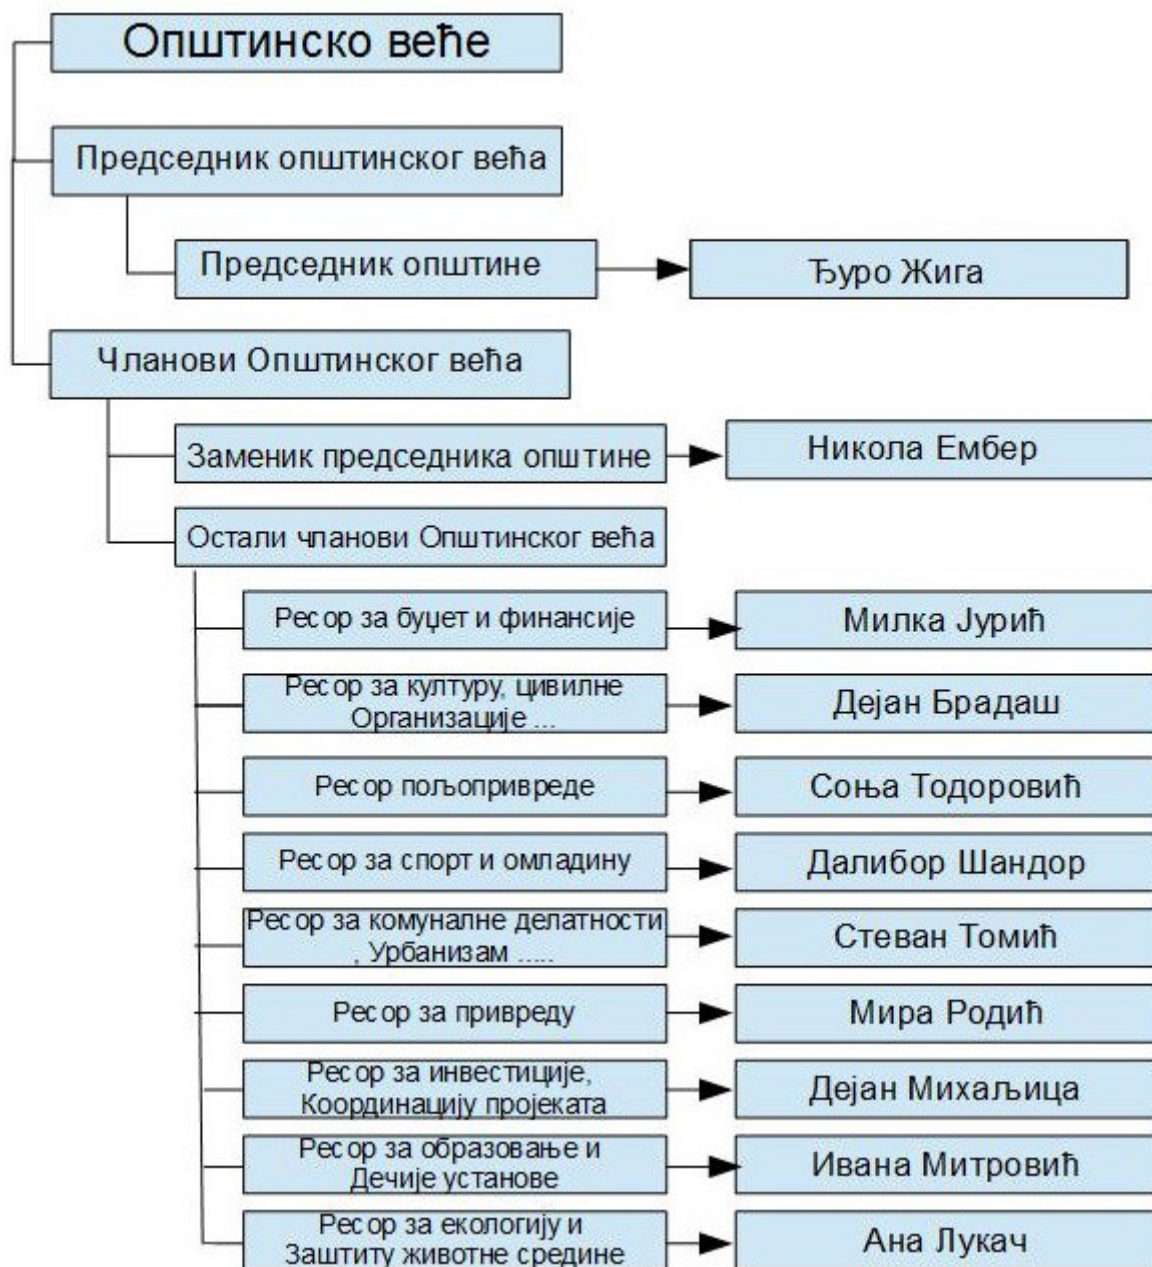 Општинско веће
Председник општинског већа
Председник општине
Ђуро Жига
Чланови Општинског већа
Заменик председника општине
Никола Ембер
Остали чланови Општинског већа
Ресор за буџет и финансије
Милка Јурић
Ресор за културу, цивилне
Организације ...
Дејан Брадаш
Ресор пољопривреде
Соња Тодоровић
Ресор за спорт и омладину
Далибор Шандор
Ресор за комуналне делатности
, Урбанизам .....
Стеван Томић
Ресор за привреду
Мира Родић
Ресор за инвестиције,
Координацију пројеката
Дејан Михаљица
Ресор за образовање и
Дечије установе
Ивана Митровић
Ресор за екологију и
Заштиту животне средине
Ана Лукач